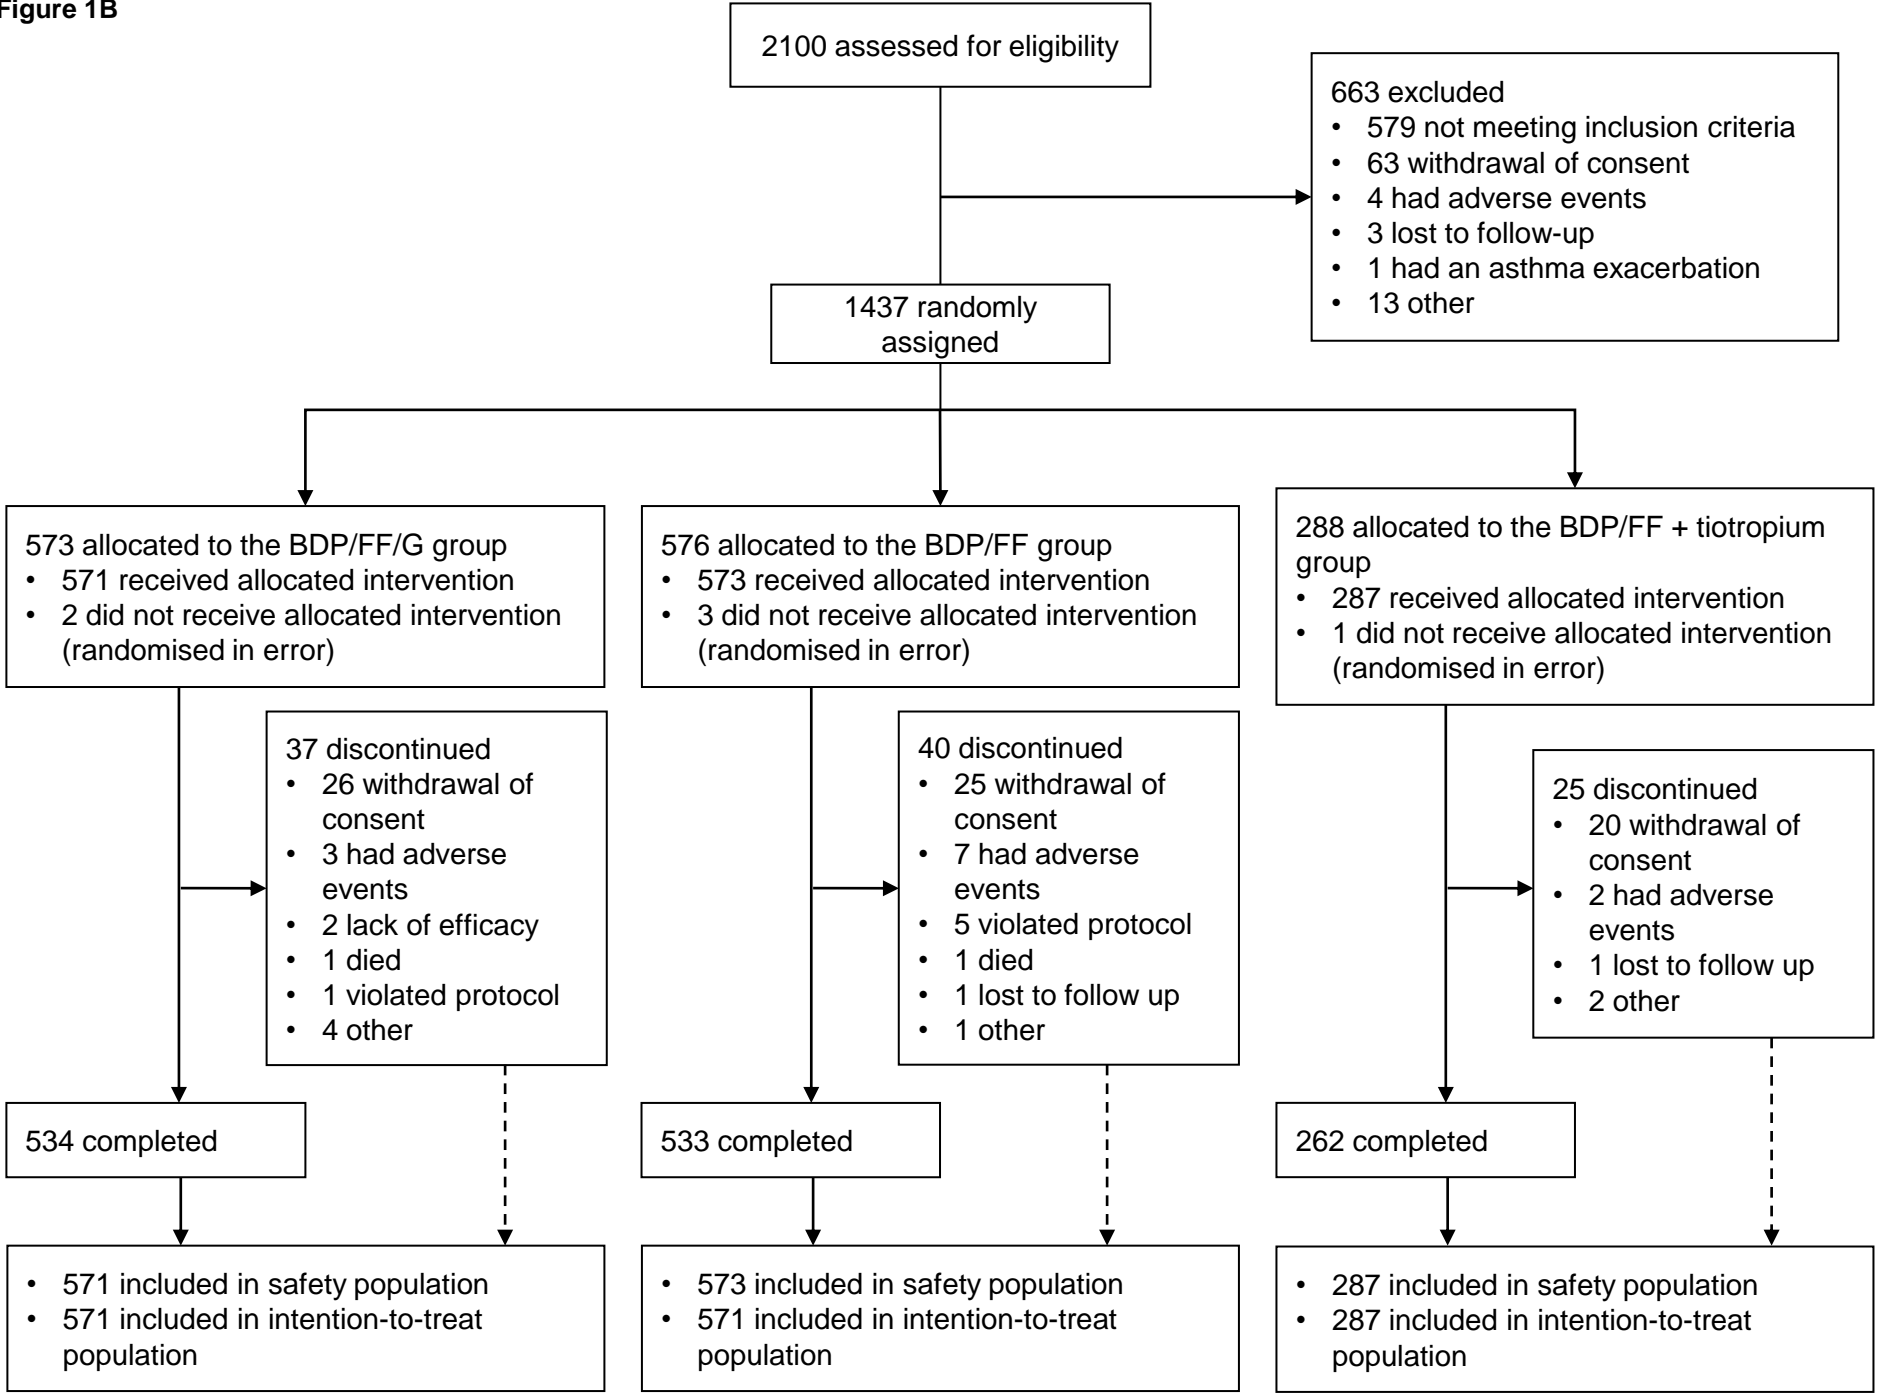 Figure 1B
2100 assessed for eligibility
663 excluded
• 579 not meeting inclusion criteria
• 63 withdrawal of consent
• 4 had adverse events
• 3 lost to follow-up
• 1 had an asthma exacerbation
• 13 other
1437 randomly
assigned
573 allocated to the BDP/FF/G group
• 571 received allocated intervention
• 2 did not receive allocated intervention
(randomised in error)
576 allocated to the BDP/FF group
• 573 received allocated intervention
• 3 did not receive allocated intervention
(randomised in error)
288 allocated to the BDP/FF + tiotropium
group
• 287 received allocated intervention
• 1 did not receive allocated intervention
(randomised in error)
37 discontinued
• 26 withdrawal of
consent
• 3 had adverse
events
• 2 lack of efficacy
• 1 died
• 1 violated protocol
• 4 other
40 discontinued
• 25 withdrawal of
consent
• 7 had adverse
events
• 5 violated protocol
• 1 died
• 1 lost to follow up
• 1 other
25 discontinued
• 20 withdrawal of
consent
• 2 had adverse
events
• 1 lost to follow up
• 2 other
534 completed
533 completed
262 completed
• 571 included in safety population
• 571 included in intention-to-treat
population
• 573 included in safety population
• 571 included in intention-to-treat
population
• 287 included in safety population
• 287 included in intention-to-treat
population